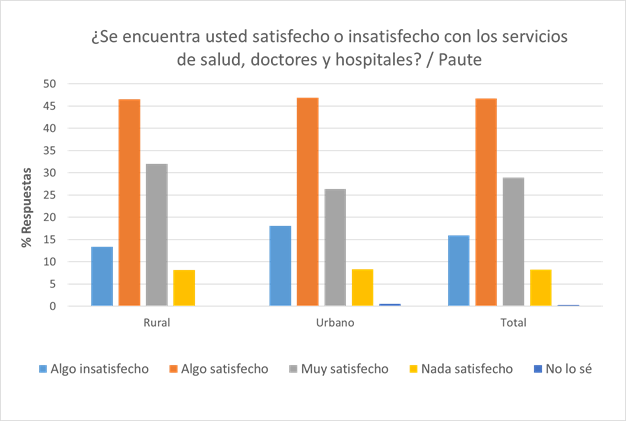 ¿Se encuentra usted satisfecho o insatisfecho con los servicios
de salud, doctores y hospitales? / Paute
% Respuestas
50
45
40
35
30
25
20
15
10
5
0
Rural Urbano Total
Algo insatisfecho Algo satisfecho Muy satisfecho Nada satisfecho No lo sé